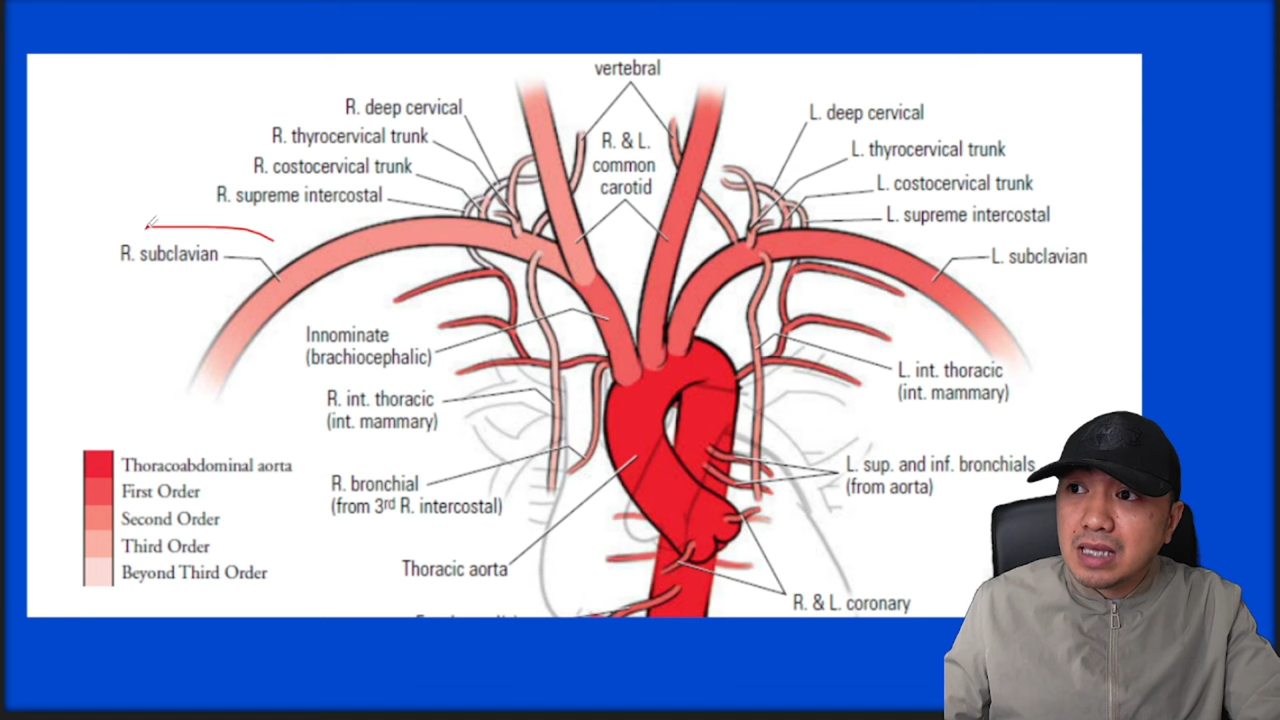 vertebral
R. deep cervical
R. thyrocervical trunk
R. costocervical trunk
R. supreme intercostal
R. & L.
common
carotid
L. deep cervical
L. thyrocervical trunk
L. costocervical trunk
L. supreme intercostal
R. subclavian
L. subclavian
Innominate
(brachiocephalic)
R. int. thoracic
(int. mammary)
L. int. thoracic
(int. mammary)
R. bronchial
(from 3rd R. intercostal)
L. sup. and inf. bronchials
(from aorta)
Thoracic aorta
R. & L. coronary
Thoracoabdominal aorta
First Order
Second Order
Third Order
Beyond Third Order